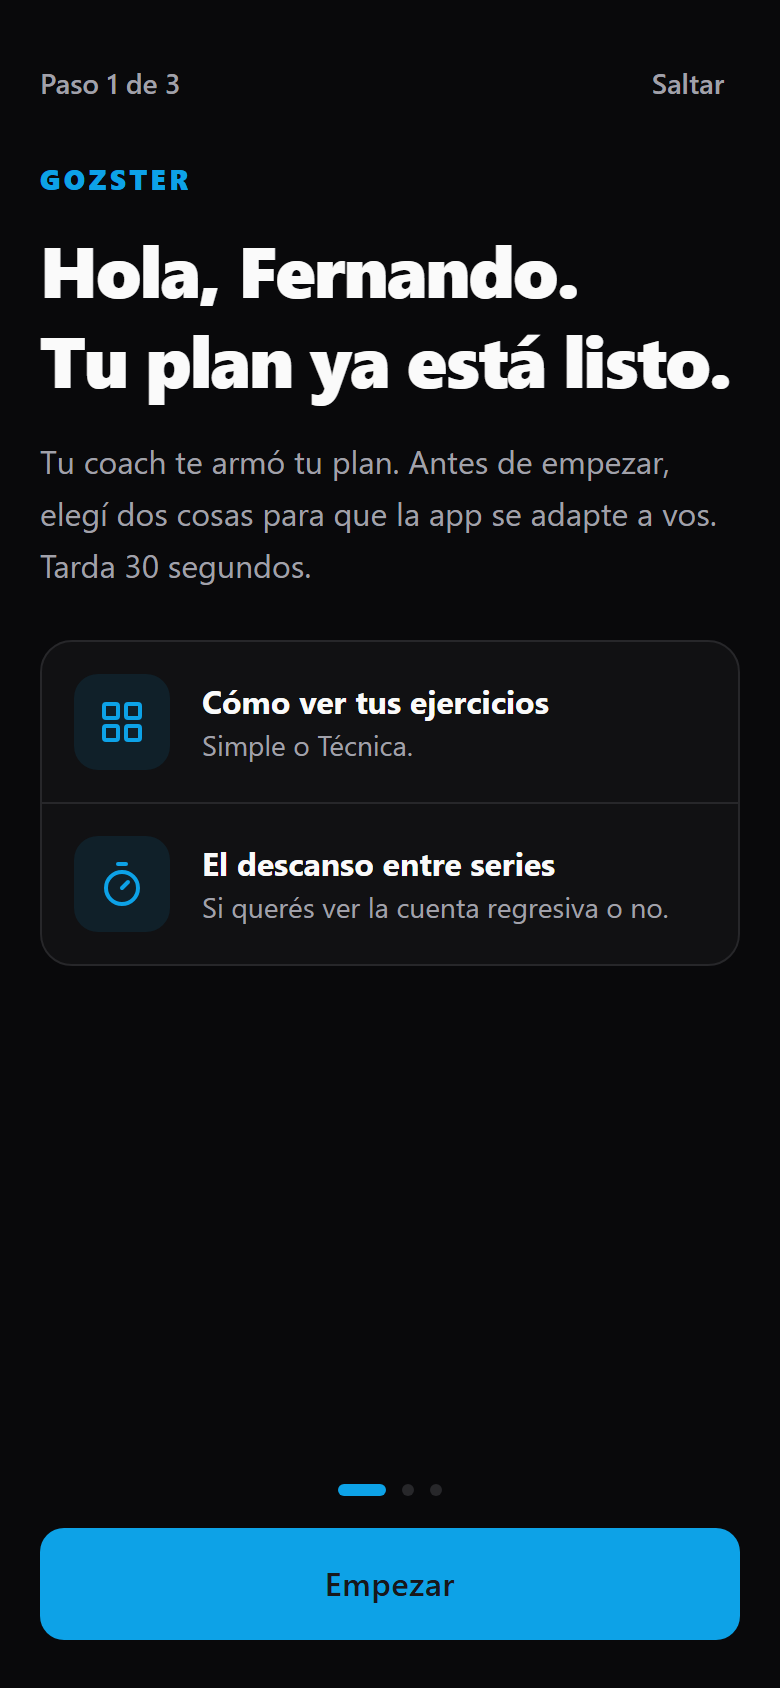 Paso 1 de 3
Saltar
GOZSTER
Hola, Fernando.
Tu plan ya está listo.
Tu coach te armó tu plan. Antes de empezar,
elegí dos cosas para que la app se adapte a vos.
Tarda 30 segundos.
Cómo ver tus ejercicios
Simple o Técnica.
El descanso entre series
Si querés ver la cuenta regresiva o no.
Empezar